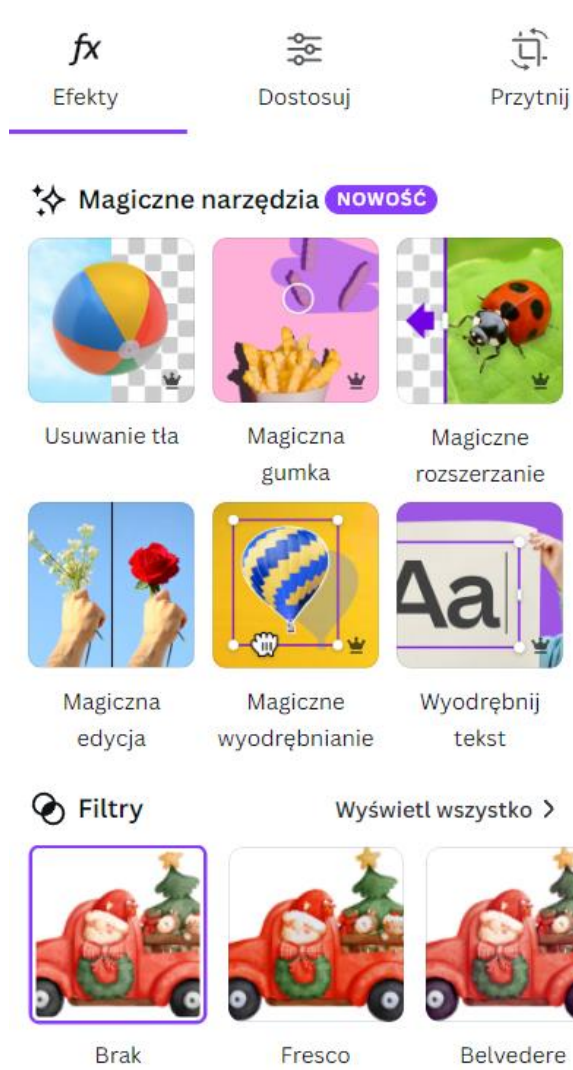 fx
Efekty
Dostosuj
Przytnij
Magiczne narzędzia NOWOŚĆ
Usuwanie tła
Magiczna
gumka
Magiczne
rozszerzanie
Aa
Magiczna
edycja
Magiczne
wyodrębnianie
Wyodrębnij
tekst
Filtry
Wyświetl wszystko >
Brak
Fresco
Belvedere